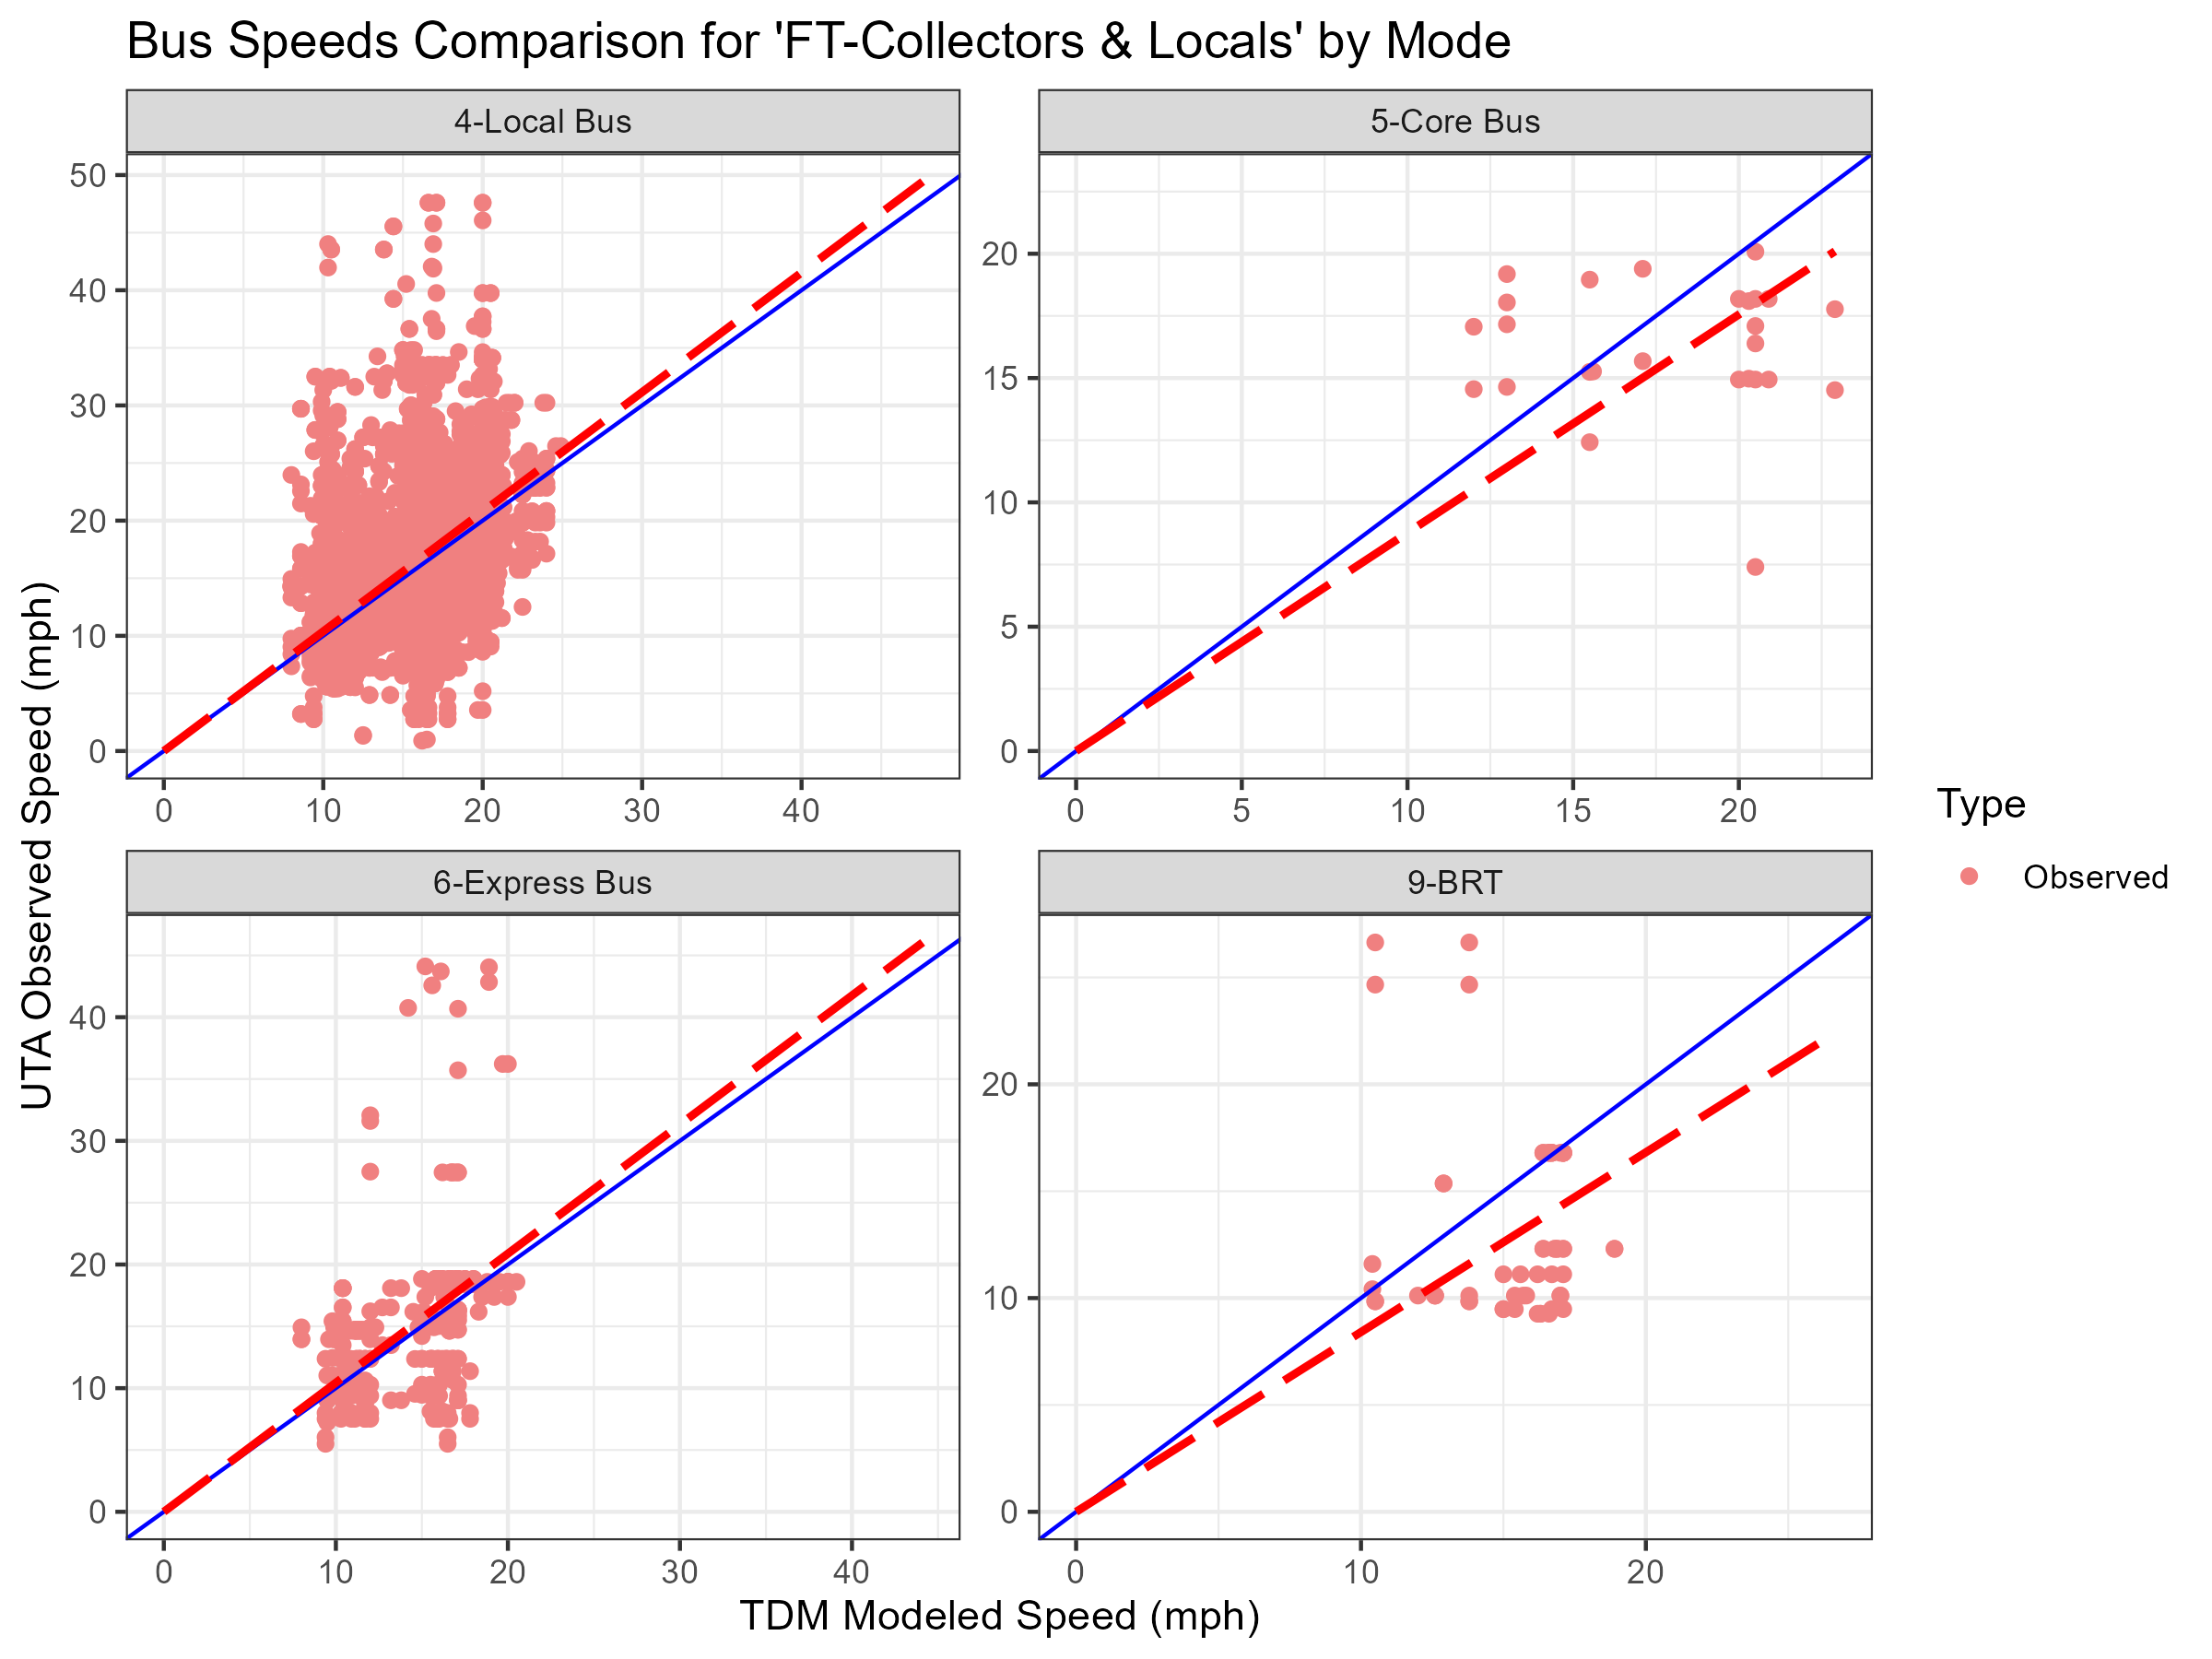 Bus Speeds Comparison for 'FT-Collectors & Locals' by Mode
4-Local Bus
50
40
30
20
10
0
0 10 20 30 40
5-Core Bus
20
15
10
5
0
0 5 10 15 20
UTA Observed Speed (mph)
6-Express Bus
40
30
20
10
0
0 10 20 30 40
9-BRT
20
10
0
0 10 20
TDM Modeled Speed (mph)
Type
Observed